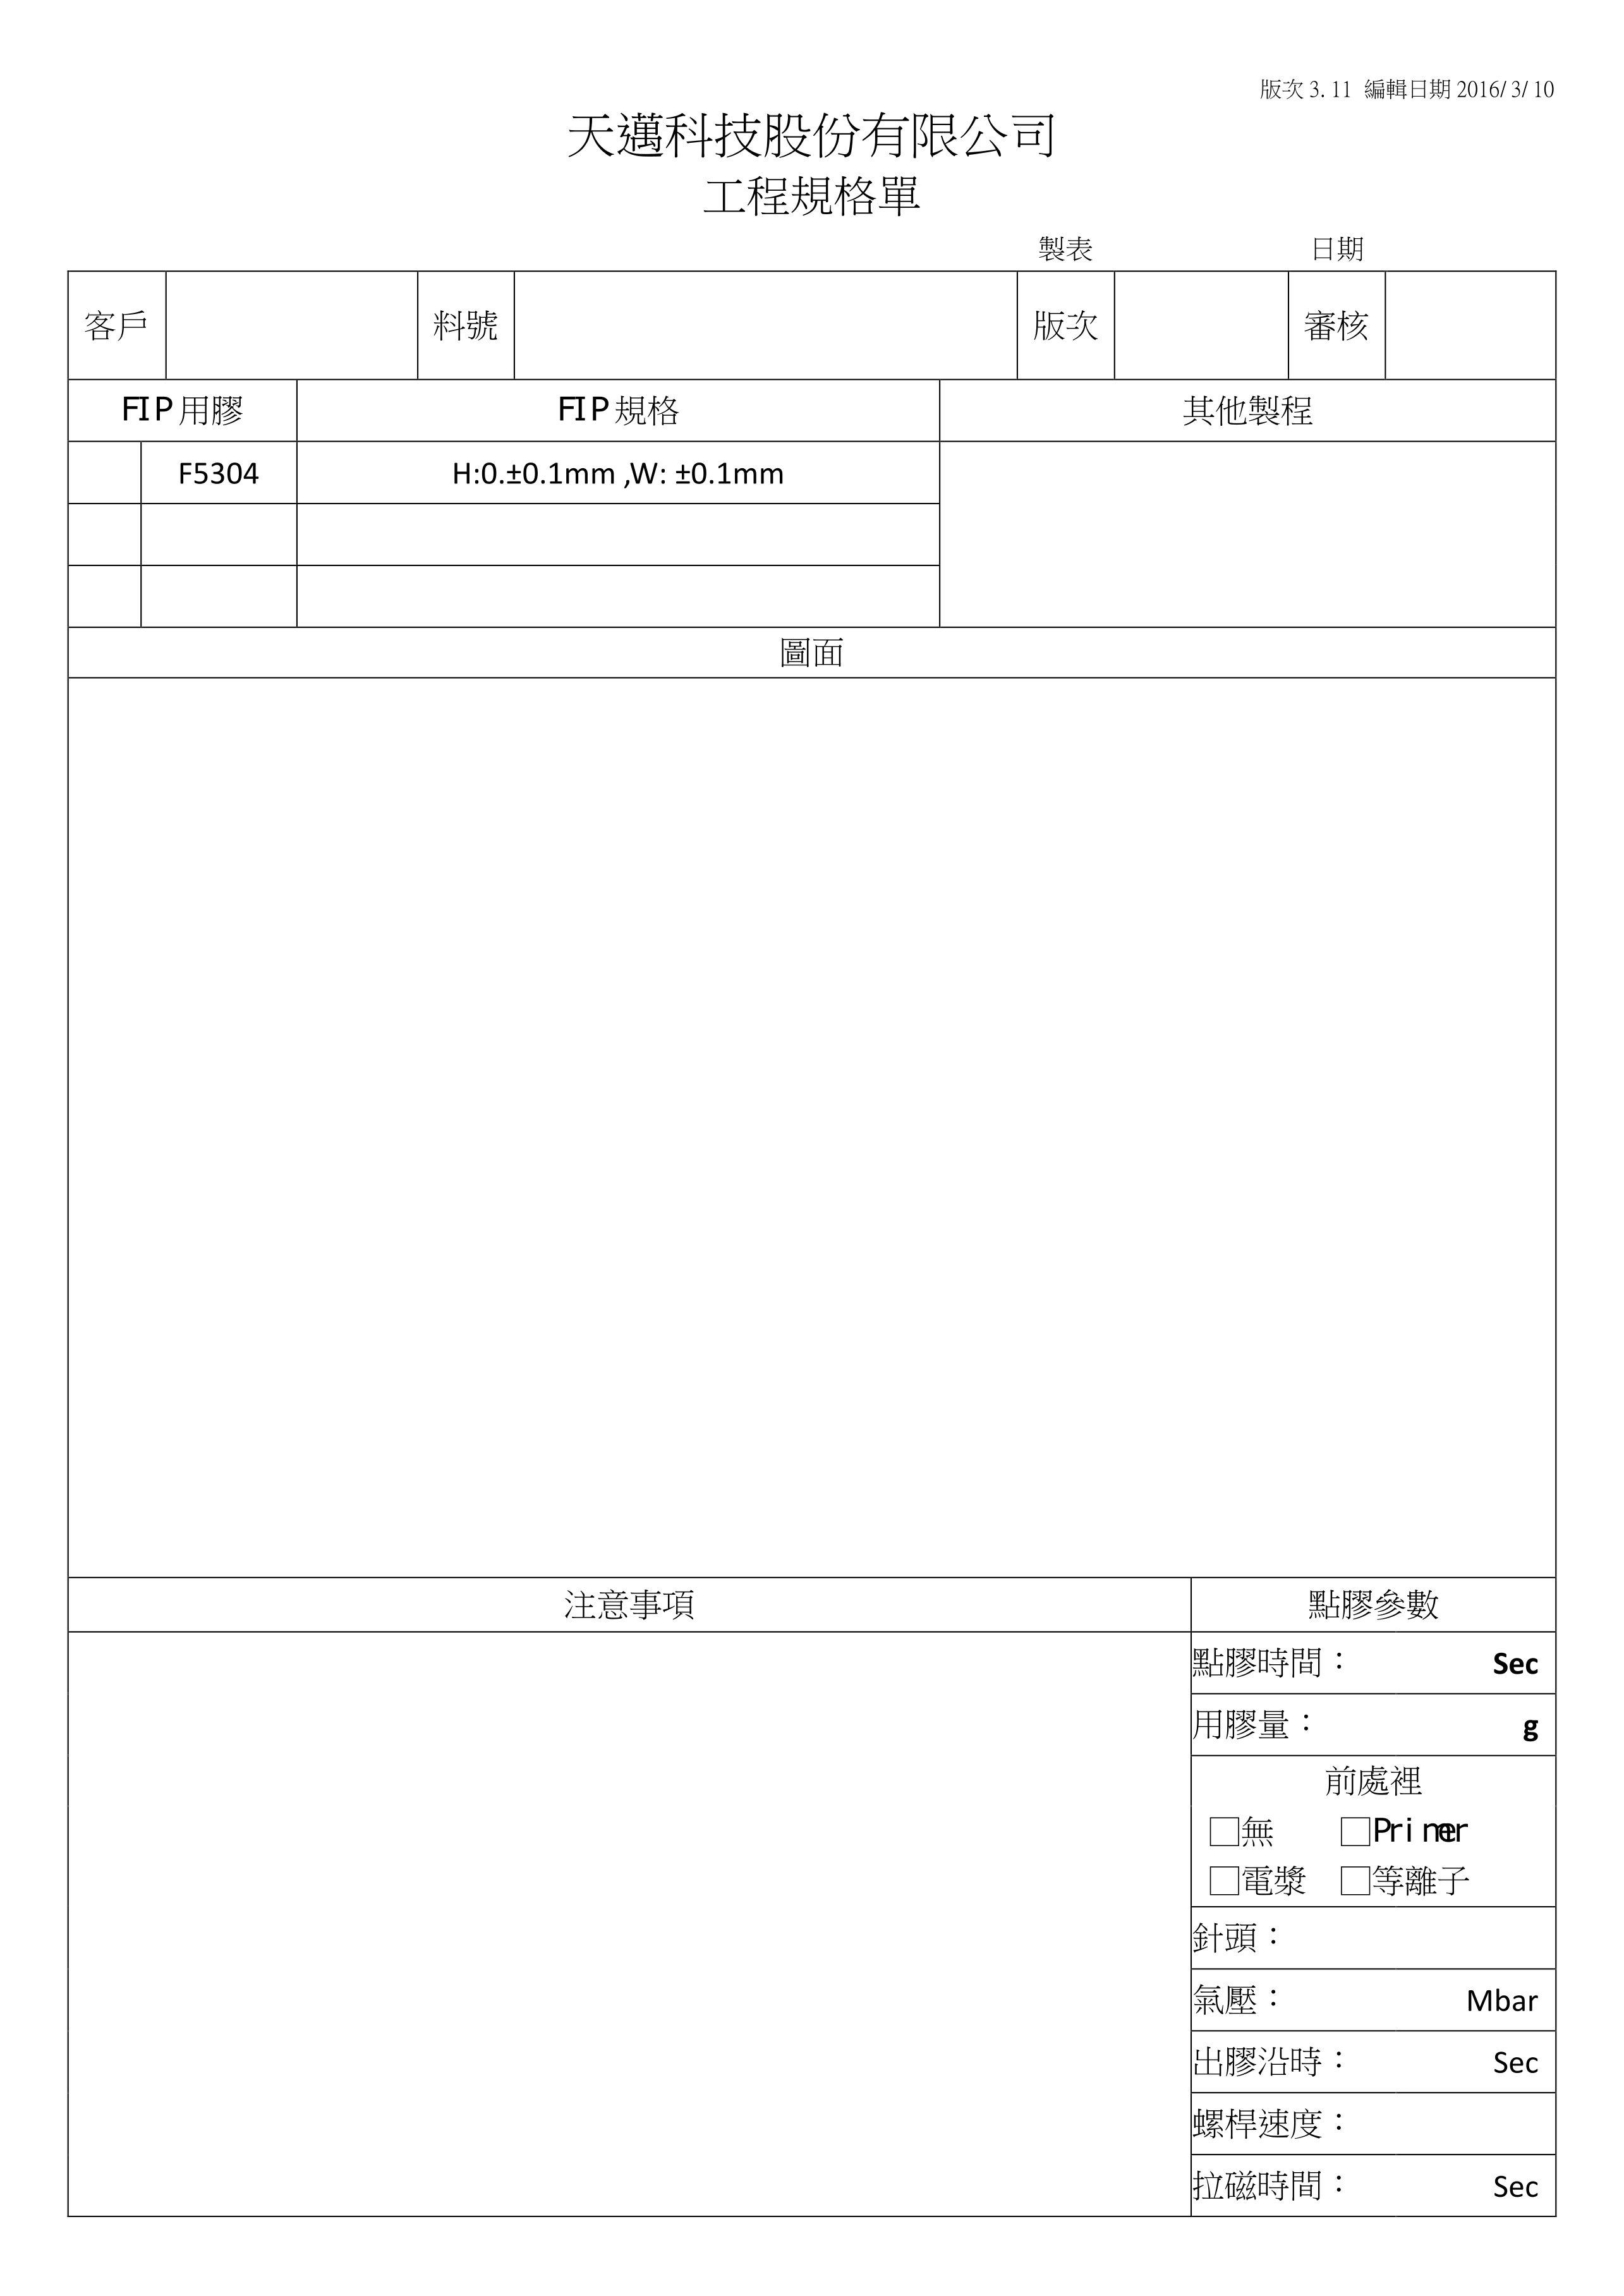 版次 3.11 編輯日期 2016/3/10
天邁科技股份有限公司
工程規格單
製表 日期
客戶 料號 版次 審核
FIP 用膠 FIP 規格 其他製程
F5304 H:0.±0.1mm ,W: ±0.1mm
圖面
注意事項 點膠參數
點膠時間： Sec
用膠量： g
前處裡
□無 □Primer
□電漿 □等離子
針頭：
氣壓： Mbar
出膠沿時： Sec
螺桿速度：
拉磁時間： Sec